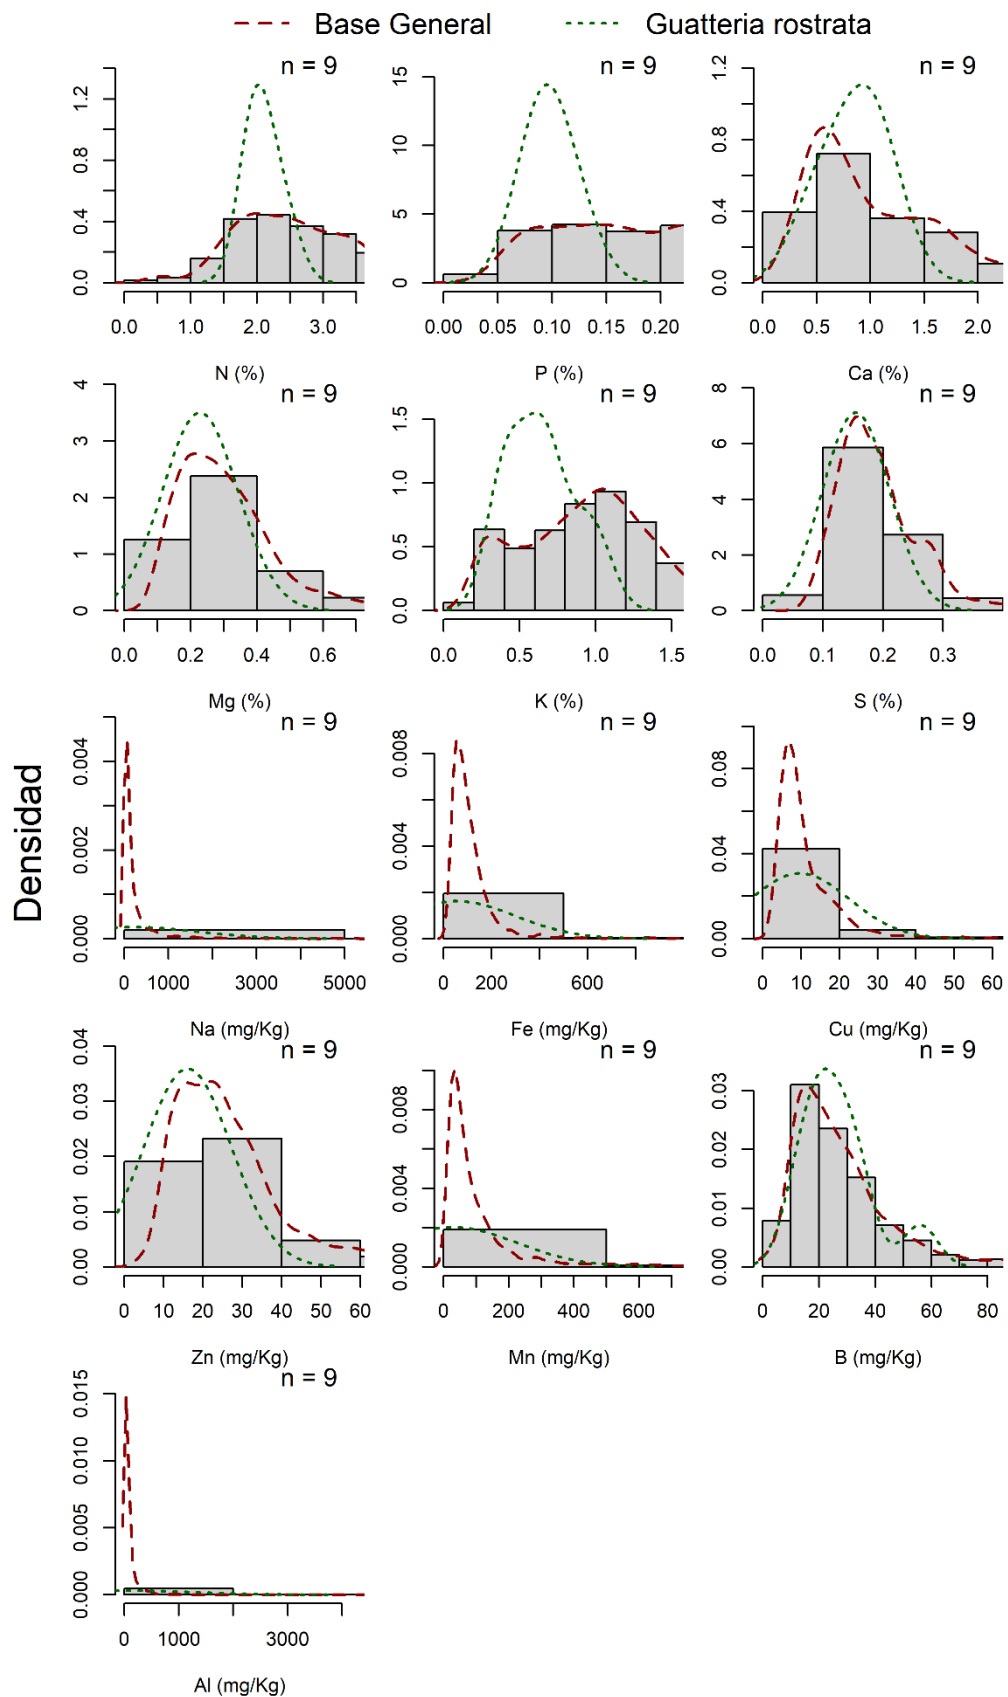 Base General Guatteria rostrata
Densidad
n = 9 n = 9 n = 9
0.0 0.4 0.8 1.2
0.0 1.0 2.0 3.0
N (%)
0 5 10 15
0.00 0.05 0.10 0.15 0.20
P (%)
0.0 0.4 0.8 1.2
0.0 0.5 1.0 1.5 2.0
Ca (%)
n = 9 n = 9 n = 9
0 1 2 3 4
0.0 0.2 0.4 0.6
Mg (%)
0.0 0.5 1.0 1.5
0.0 0.5 1.0 1.5
K (%)
0 2 4 6 8
0.0 0.1 0.2 0.3
S (%)
n = 9 n = 9 n = 9
0.000 0.002 0.004
0 1000 3000 5000
Na (mg/Kg)
0.000 0.004 0.008
0 200 600
Fe (mg/Kg)
0.00 0.04 0.08
0 10 20 30 40 50 60
Cu (mg/Kg)
n = 9 n = 9 n = 9
0.00 0.01 0.02 0.03 0.04
0 10 20 30 40 50 60
Zn (mg/Kg)
0.000 0.004 0.008
0 200 400 600
Mn (mg/Kg)
0.00 0.01 0.02 0.03
0 20 40 60 80
B (mg/Kg)
n = 9
0.000 0.005 0.010 0.015
0 1000 3000
Al (mg/Kg)